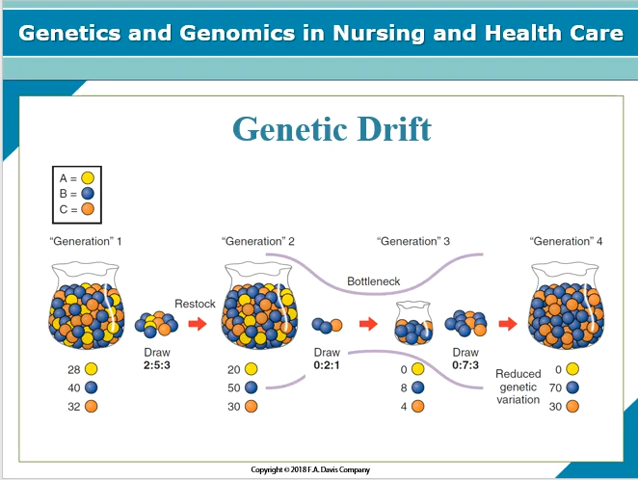 Genetics and Genomics in Nursing and Health Care
Genetic Drift
A =
B =
C =
“Generation” 1
“Generation” 2
“Generation” 3
“Generation” 4
Bottleneck
Restock
Draw
2:5:3
Draw
0:2:1
Draw
0:7:3
28
40
32
20
50
30
0
8
4
Reduced
genetic
variation
0
70
30
Copyright © 2018 F.A. Davis Company